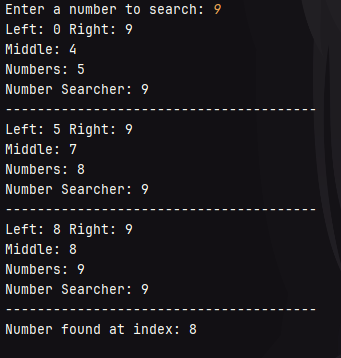 Enter a number to search: 9
Left: 0 Right: 9
Middle: 4
Numbers: 5
Number Searcher: 9
---------------------------------------
Left: 5 Right: 9
Middle: 7
Numbers: 8
Number Searcher: 9
---------------------------------------
Left: 8 Right: 9
Middle: 8
Numbers: 9
Number Searcher: 9
---------------------------------------
Number found at index: 8